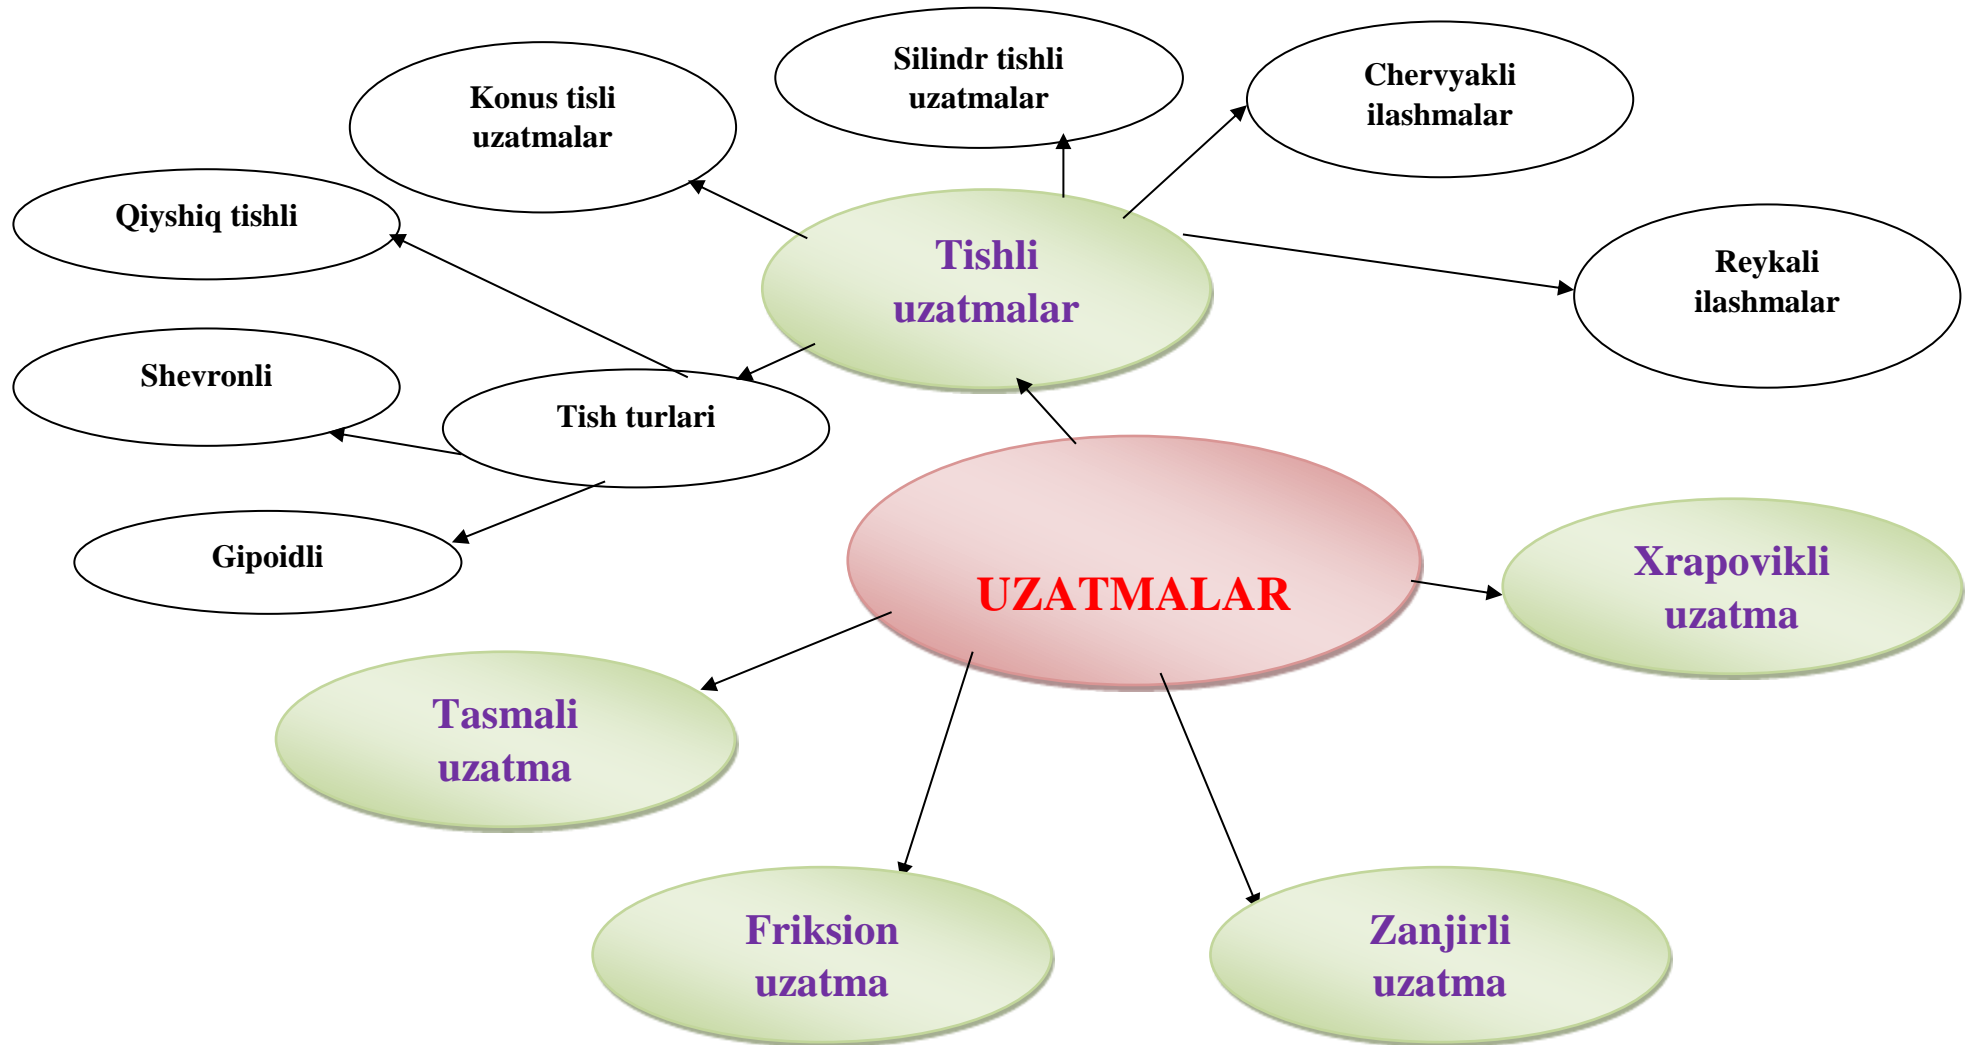 Silindr tishli
uzatmalar
Chervyakli
ilashmalar
Konus tisli
uzatmalar
Qiyshiq tishli
Tishli
uzatmalar
Reykali
ilashmalar
Shevronli
Tish turlari
Gipoidli
UZATMALAR
Xrapovikli
uzatma
Tasmali
uzatma
Friksion
uzatma
Zanjirli
uzatma